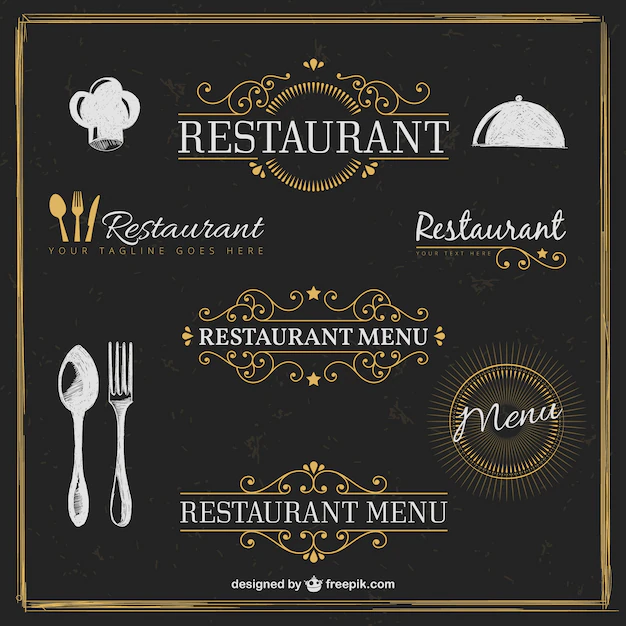 RESTAURANT
Restaurant
YOUR TAGLINE GOES HERE
Restaurant
YOUR TEXT HERE
RESTAURANT MENU
Menu
RESTAURANT MENU
designed by freepik.com